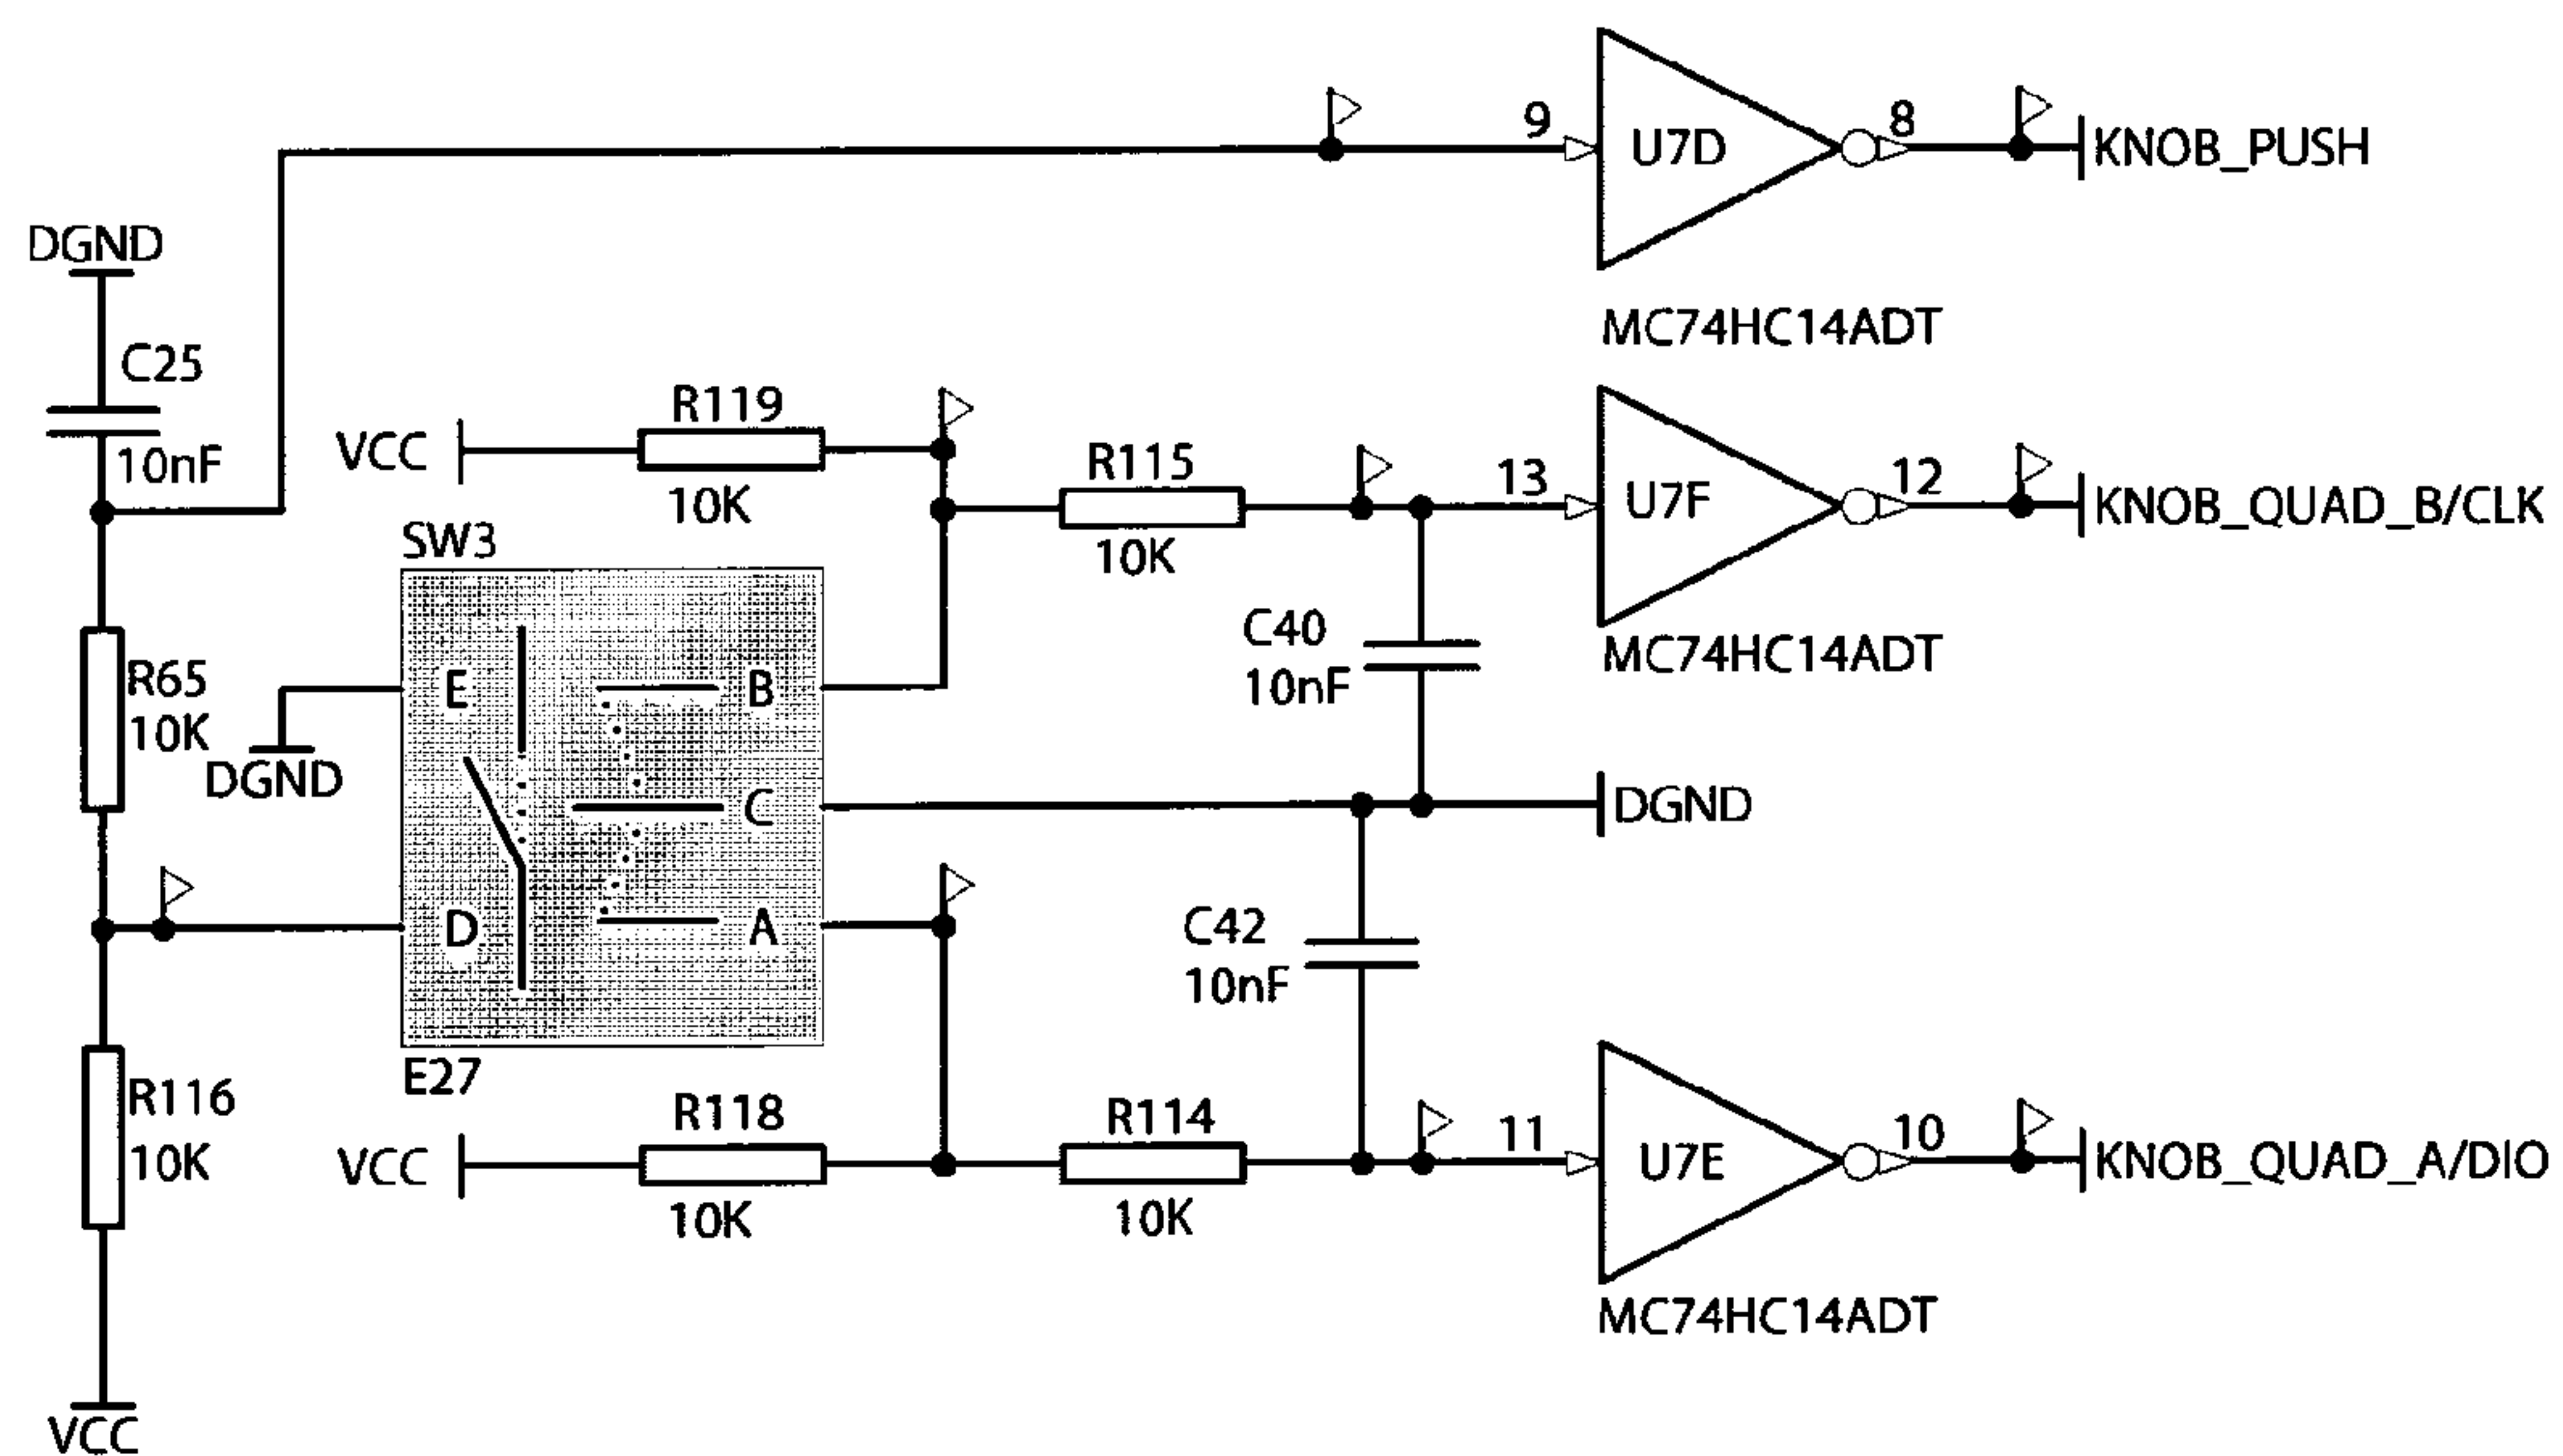 9
U7D
8
KNOB_PUSH
MC74HC14ADT
DGND
C25
10nF
VCC
R119
10K
R115
10K
13
U7F
12
KNOB_QUAD_B/CLK
MC74HC14ADT
SW3
C40
10nF
R65
10K
E
B
DGND
C
DGND
D
A
C42
10nF
E27
R116
10K
VCC
R118
10K
R114
10K
11
U7E
10
KNOB_QUAD_A/DIO
MC74HC14ADT
VCC